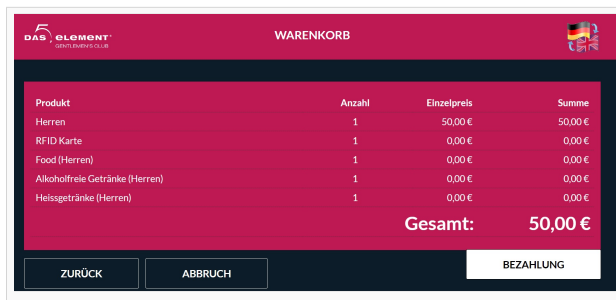 DAS 5 ELEMENT
GENTLEMEN'S CLUB
WARENKORB
Produkt Anzahl Einzelpreis Summe
Herren 1 50,00 € 50,00 €
RFID Karte 1 0,00 € 0,00 €
Food (Herren) 1 0,00 € 0,00 €
Alkoholfreie Getränke (Herren) 1 0,00 € 0,00 €
Heissgetränke (Herren) 1 0,00 € 0,00 €
Gesamt: 50,00 €
ZURÜCK ABBRUCH BEZAHLUNG